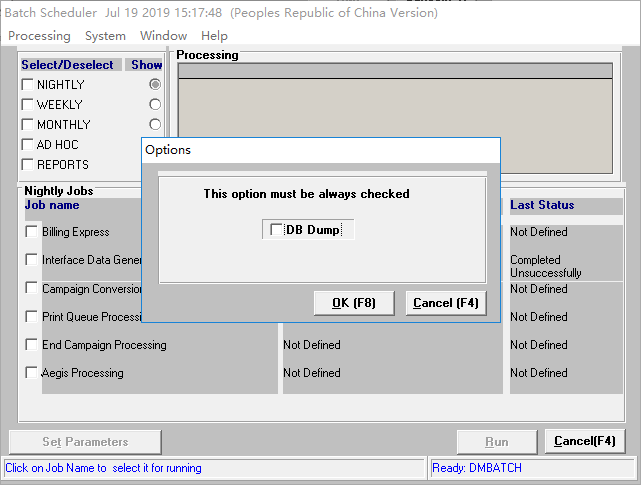 Batch Scheduler Jul 19 2019 15:17:48 (Peoples Republic of China Version)
Processing System Window Help
Select/Deselect Show
Processing
NIGHTLY
WEEKLY
MONTHLY
AD HOC
REPORTS
Options
This option must be always checked
DB Dump
OK (F8) Cancel (F4)
Nightly Jobs
Job name Last Status
Billing Express Not Defined
Interface Data Gener Completed
Unsuccessfully
Campaign Conversion Not Defined
Print Queue Processi Not Defined
End Campaign Processing Not Defined Not Defined
Aegis Processing Not Defined Not Defined
Set Parameters Run Cancel(F4)
Click on Job Name to select it for running Ready: DMBATCH